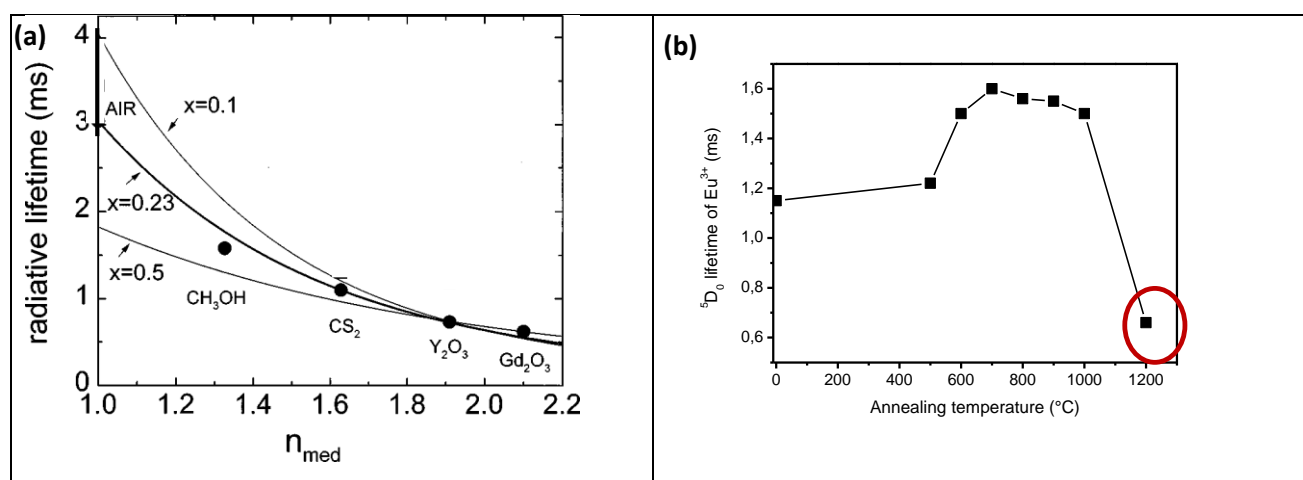 (a)
radiative lifetime (ms)
4
3
2
1
0
AIR
x=0.1
x=0.23
x=0.5
CH₃OH
CS₂
Y₂O₃
Gd₂O₃
1.0 1.2 1.4 1.6 1.8 2.0 2.2
n_med
(b)
⁵D₀ lifetime of Eu³⁺ (ms)
1,6
1,4
1,2
1,0
0,8
0,6
0 200 400 600 800 1000 1200
Annealing temperature (°C)